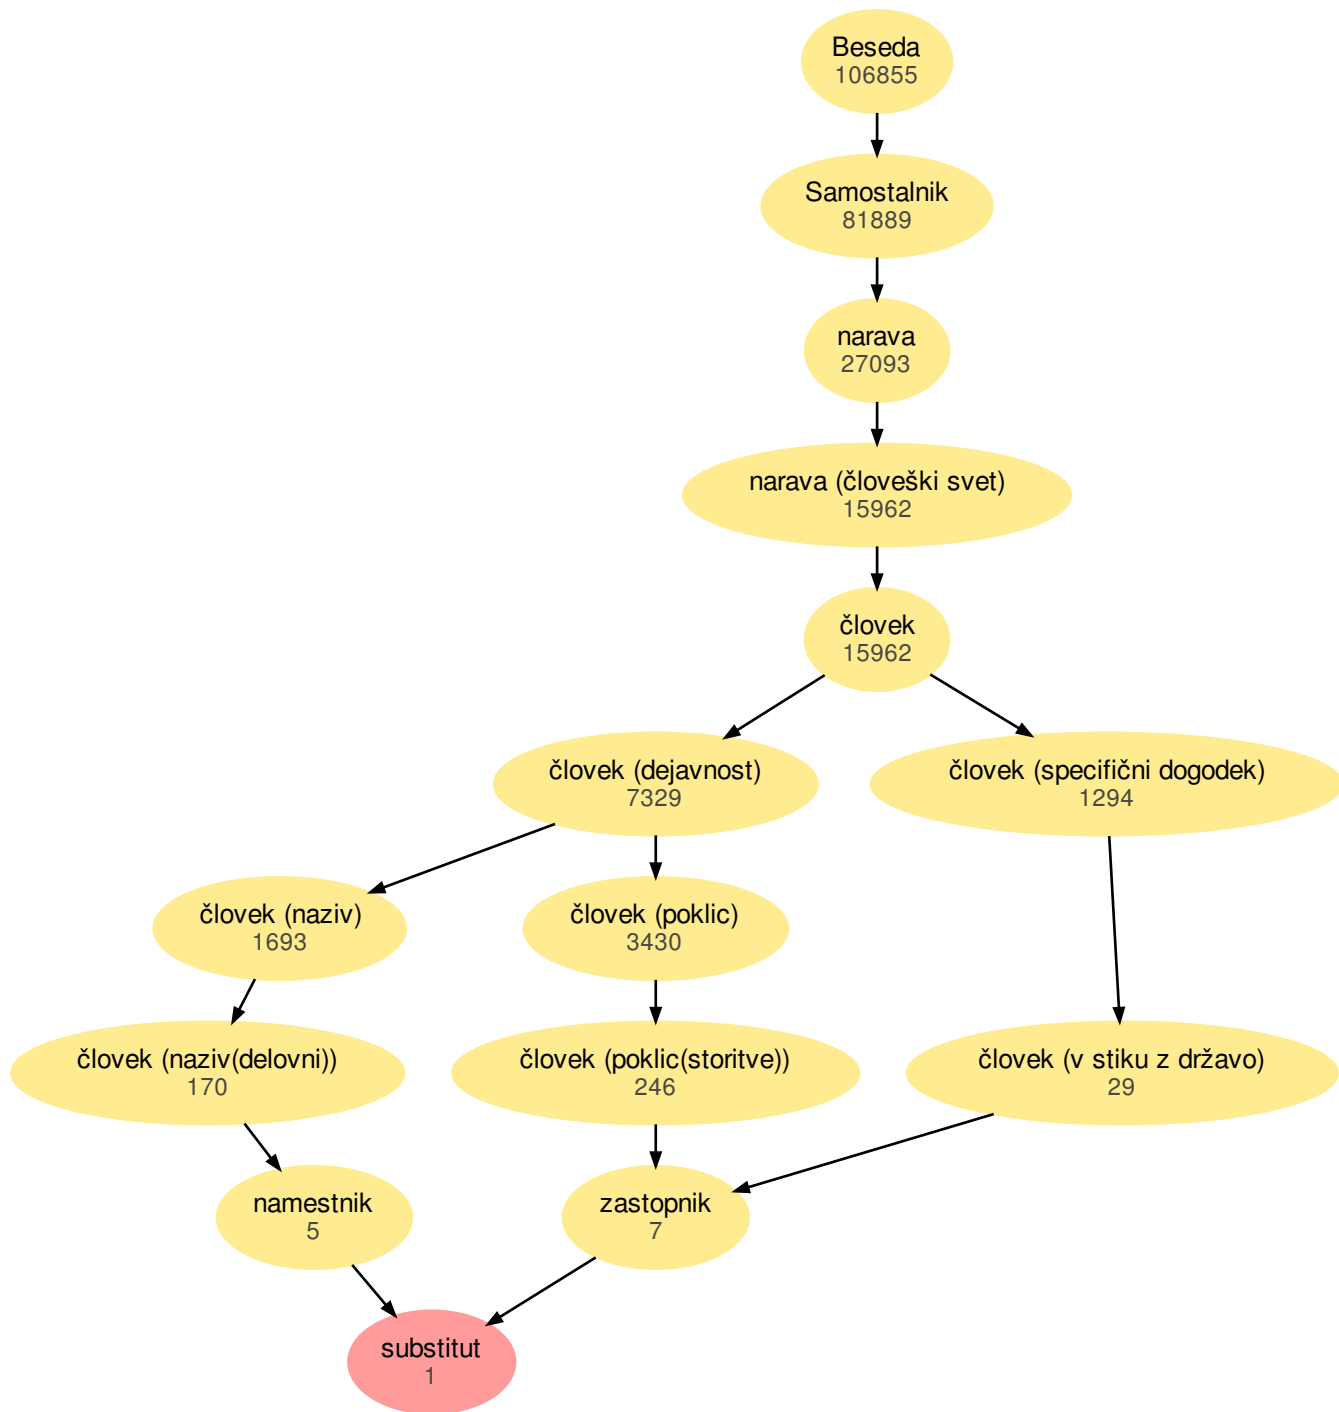 Beseda
106855
Samostalnik
81889
narava
27093
narava (človeški svet)
15962
človek
15962
človek (dejavnost)
7329
človek (specifični dogodek)
1294
človek (naziv)
1693
človek (poklic)
3430
človek (naziv(delovni))
170
človek (poklic(storitve))
246
človek (v stiku z državo)
29
namestnik
5
zastopnik
7
substitut
1